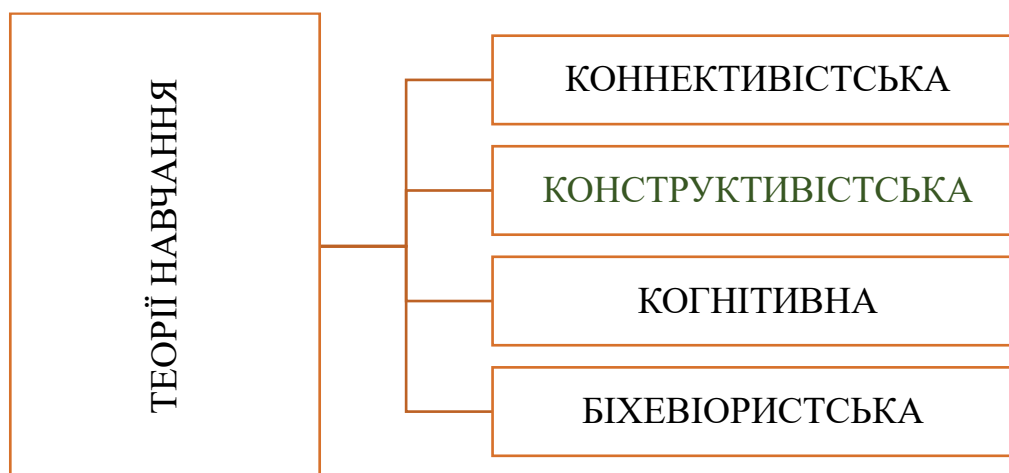 ТЕОРІЇ НАВЧАННЯ
КОННЕКТИВІСТСЬКА
КОНСТРУКТИВІСТСЬКА
КОГНІТИВНА
БІХЕВІОРИСТСЬКА